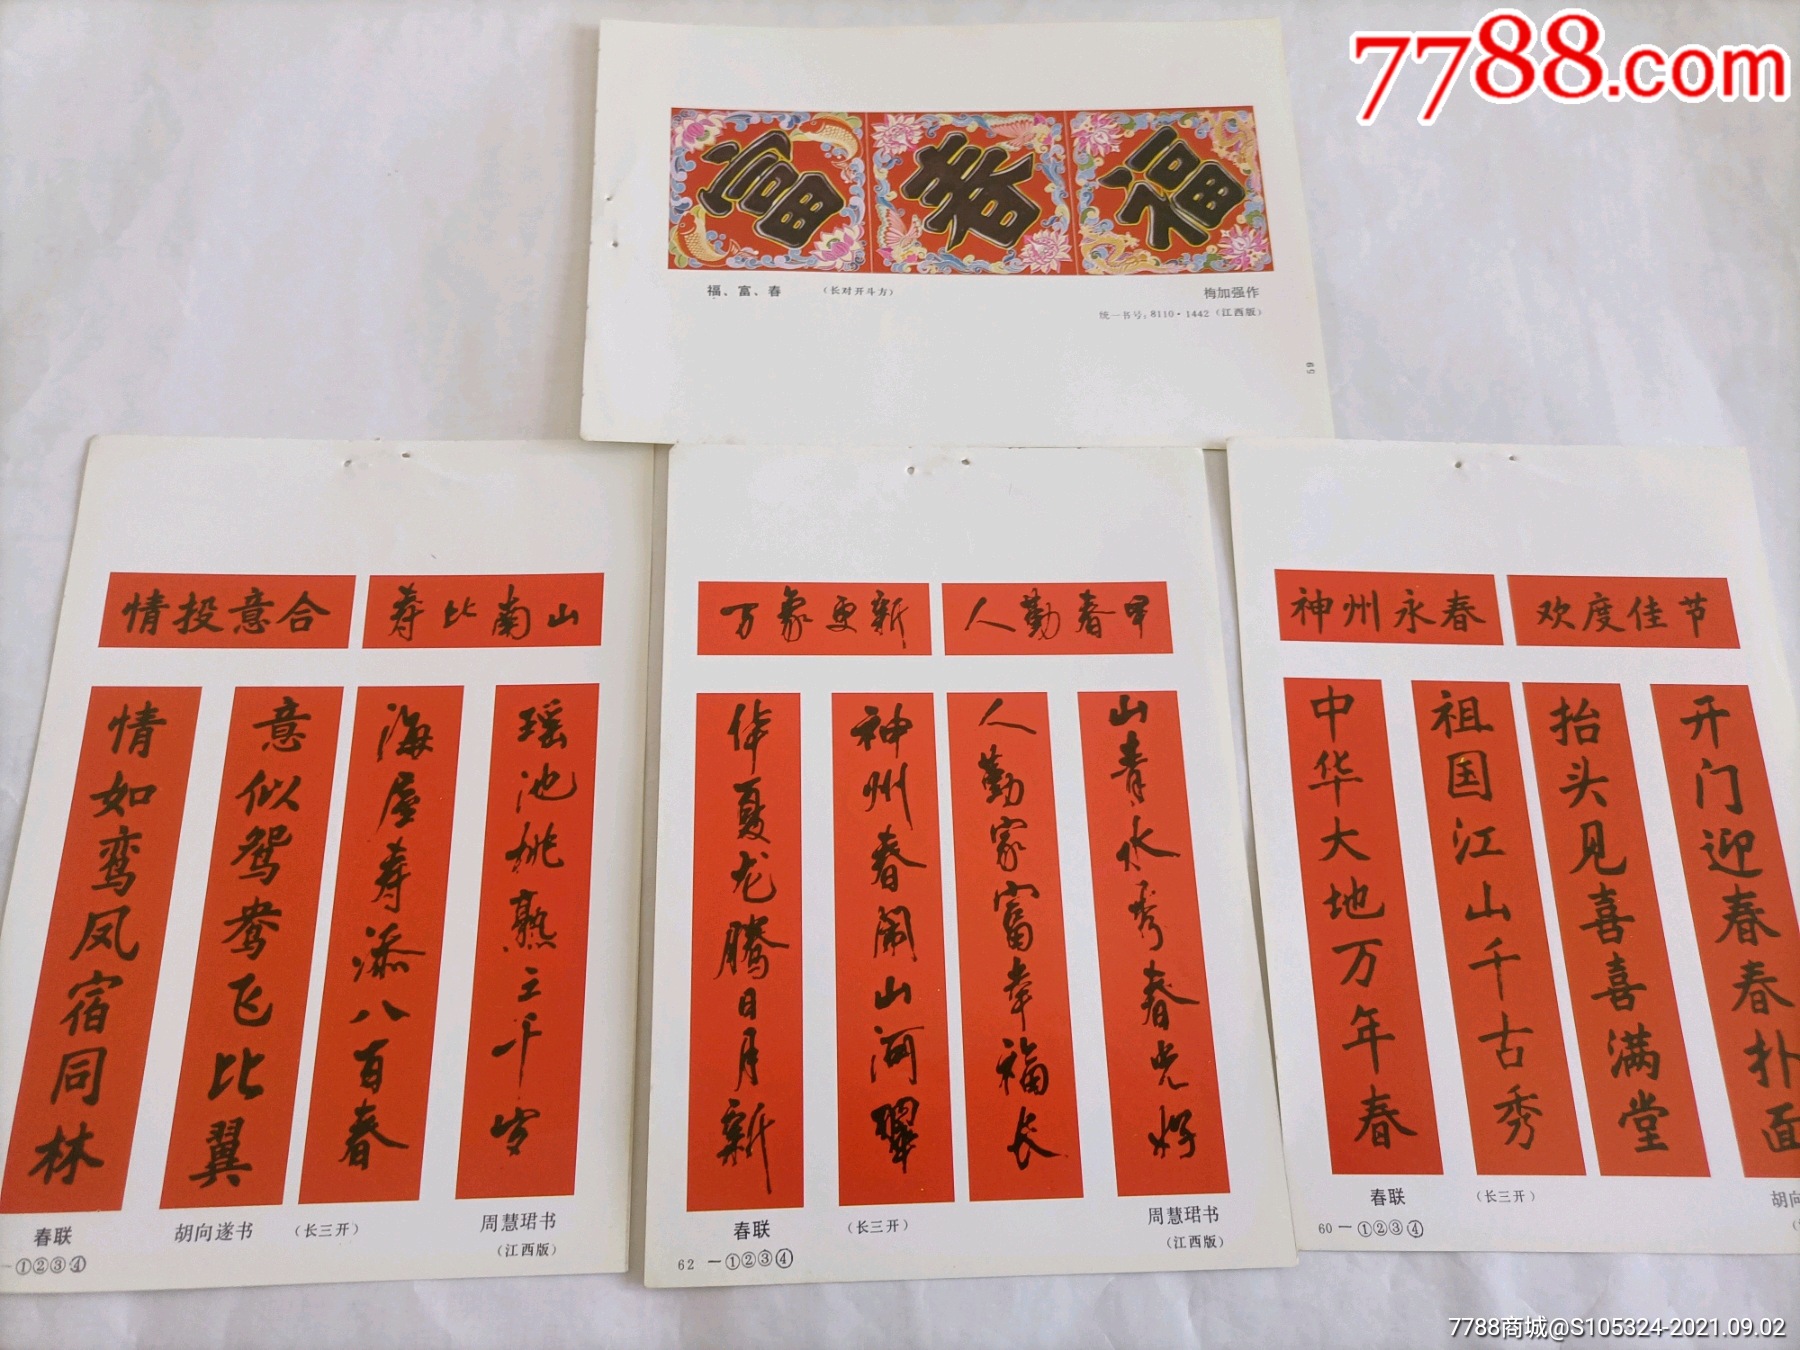 7788.com
富 春 福
福、富、春 （长对开斗方） 梅加强作
统一书号：8110·1442（江西版）
59
情投意合
寿比南山
情如鸾凤宿同林
意似鸳鸯飞比翼
海屋寿添八百春
瑶池桃熟三千岁
春联 胡向遂书 （长三开） 周慧珺书
—①②③④ （江西版）
万象更新
人勤春早
华夏龙腾日月新
神州春闹山河翠
人勤家富幸福长
山青水秀春光好
春联 （长三开） 周慧珺书
62 —①②③④ （江西版）
神州永春
欢度佳节
中华大地万年春
祖国江山千古秀
抬头见喜喜满堂
开门迎春春扑面
春联 （长三开） 胡向
60—①②③④
7788商城@S105324-2021.09.02